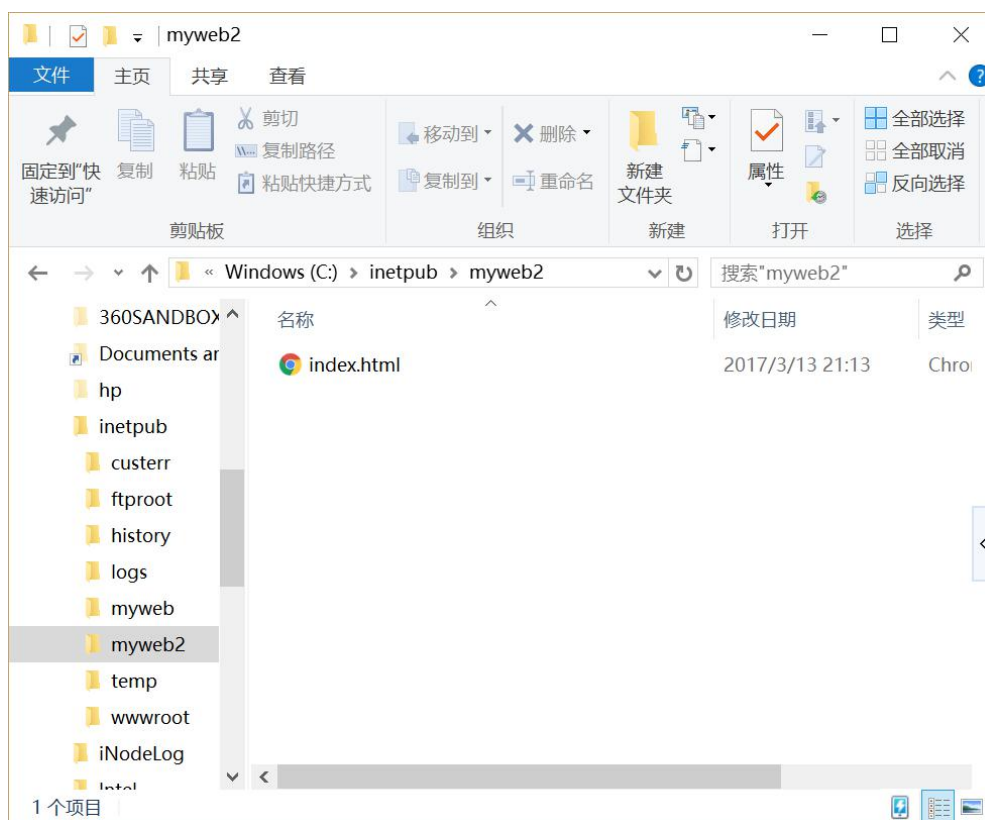 myweb2
文件 主页 共享 查看
固定到"快速访问"
复制
粘贴
剪切
复制路径
粘贴快捷方式
剪贴板
移动到
复制到
删除
重命名
组织
新建
文件夹
新建
属性
打开
全部选择
全部取消
反向选择
选择
« Windows (C:) > inetpub > myweb2
搜索"myweb2"
360SANDBOX
Documents ar
hp
inetpub
custerr
ftproot
history
logs
myweb
myweb2
temp
wwwroot
iNodeLog
名称 修改日期 类型
index.html 2017/3/13 21:13 Chro
1 个项目